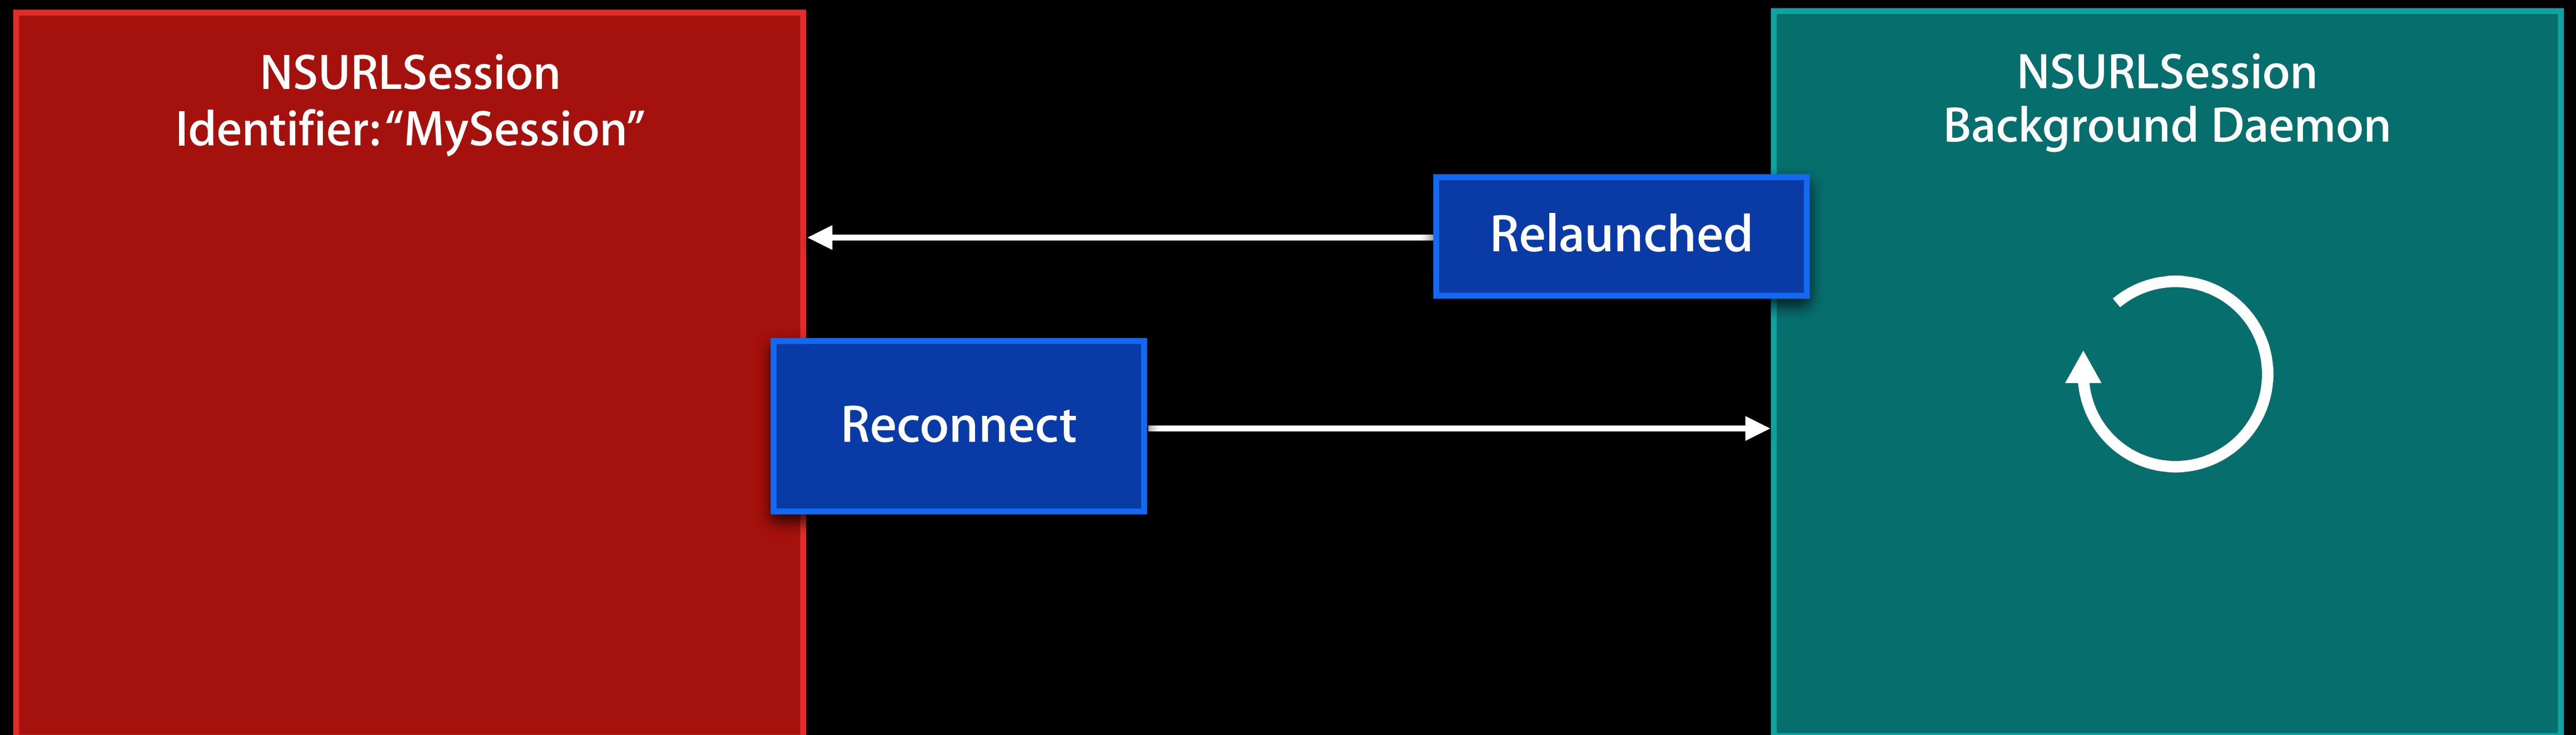 NSURLSession
Identifier: “MySession”
NSURLSession
Background Daemon
Relaunched
Reconnect